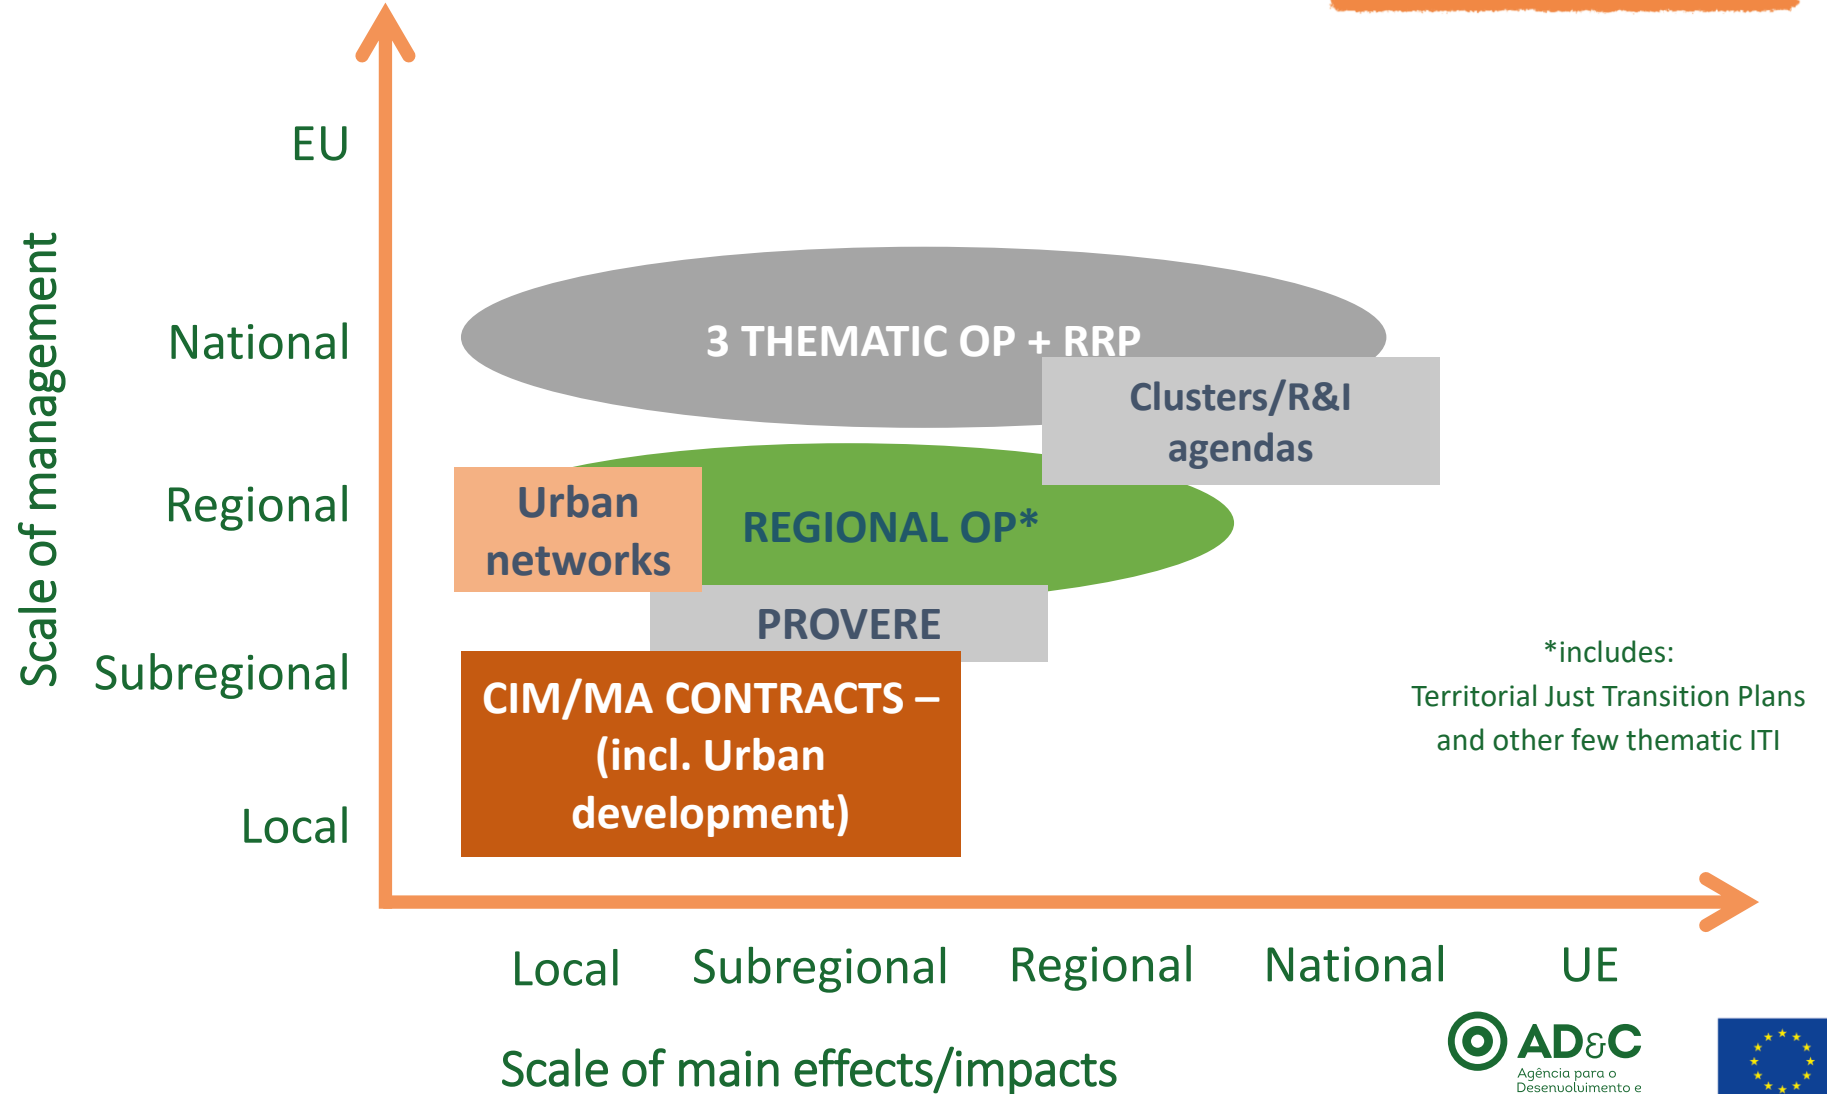 Scale of management
EU
National
Regional
Subregional
Local
3 THEMATIC OP + RRP
Clusters/R&I
agendas
Urban
networks
REGIONAL OP*
PROVERE
CIM/MA CONTRACTS –
(incl. Urban
development)
*includes:
Territorial Just Transition Plans
and other few thematic ITI
Local
Subregional
Regional
National
UE
Scale of main effects/impacts
AD&C
Agência para o
Desenvolvimento e